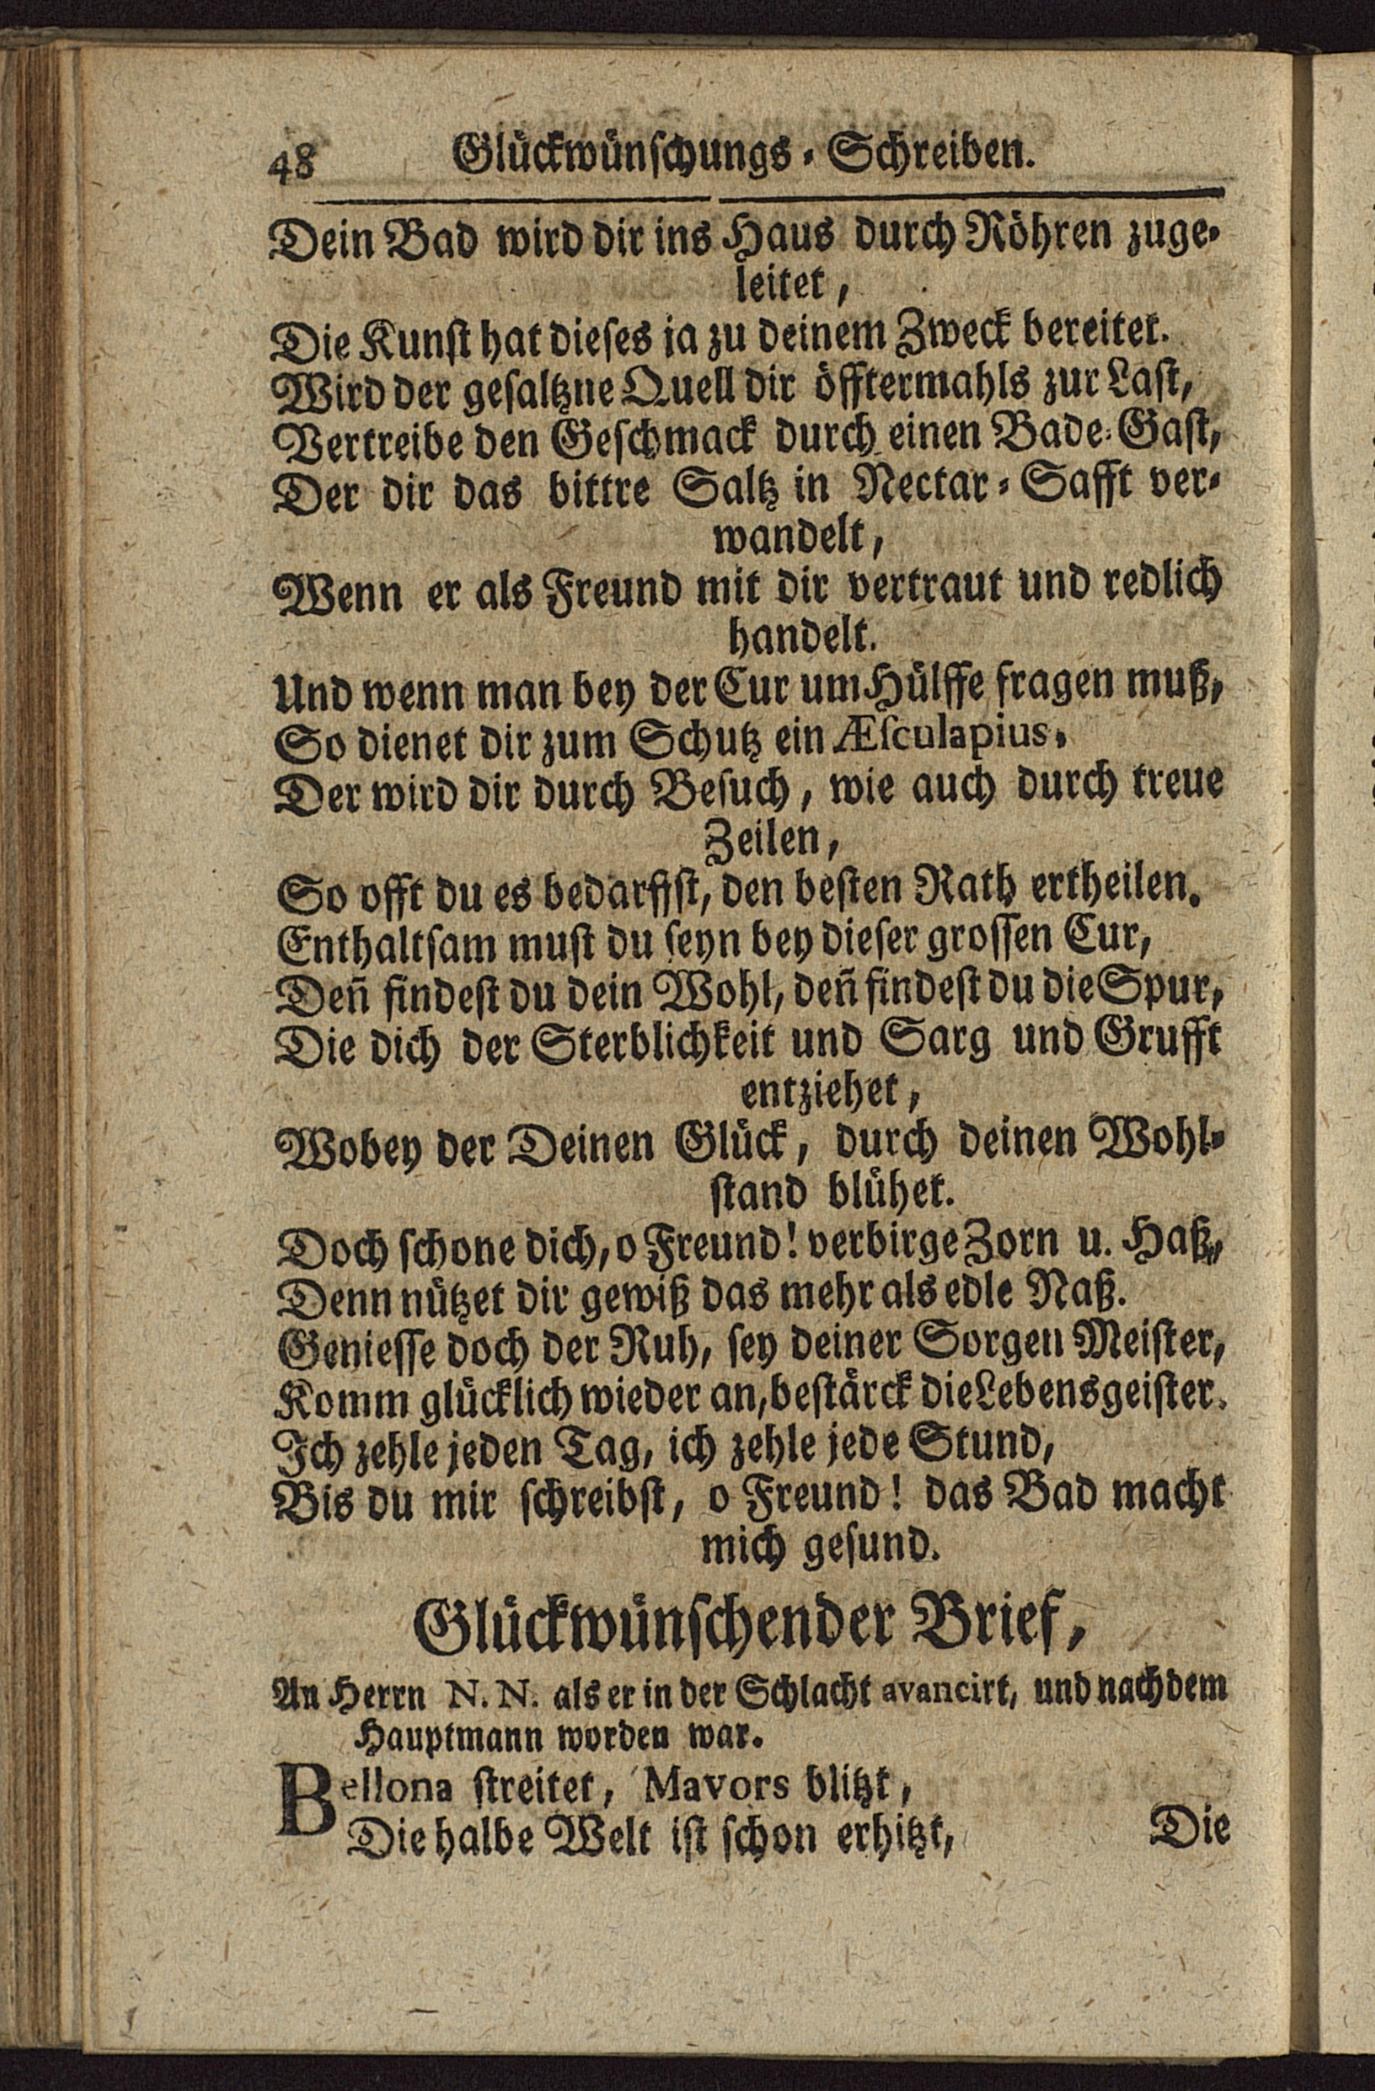 48 Glückwünschungs-Schreiben.
Dein Bad wird dir ins Haus durch Röhren zuge-
leitet,
Die Kunst hat dieses ja zu deinem Zweck bereitet.
Wird der gesaltzne Quell dir öfftermahls zur Last,
Vertreibe den Geschmack durch einen Bade-Gast,
Der dir das bittre Saltz in Nectar-Safft ver-
wandelt,
Wenn er als Freund mit dir vertraut und redlich
handelt.
Und wenn man bey der Cur um Hülffe fragen muß,
So dienet dir zum Schutz ein Æsculapius.
Der wird dir durch Besuch, wie auch durch treue
Zeilen,
So offt du es bedarffst, den besten Rath ertheilen.
Enthaltsam must du seyn bey dieser grossen Cur,
Deñ findest du dein Wohl, deñ findest du die Spur,
Die dich der Sterblichkeit und Sarg und Grufft
entziehet,
Wobey der Deinen Glück, durch deinen Wohl-
stand blühet.
Doch schone dich, o Freund! verbirge Zorn u. Haß,
Denn nützet dir gewiß das mehr als edle Naß.
Geniesse doch der Ruh, sey deiner Sorgen Meister,
Komm glücklich wieder an, bestärck die Lebensgeister.
Ich zehle jeden Tag, ich zehle jede Stund,
Bis du mir schreibst, o Freund! das Bad macht
mich gesund.
Glückwünschender Brief,
An Herrn N. N. als er in der Schlacht avancirt, und nachdem
Hauptmann worden war.
Bellona streitet, Mavors blitzt,
Die halbe Welt ist schon erhitzt,
Die